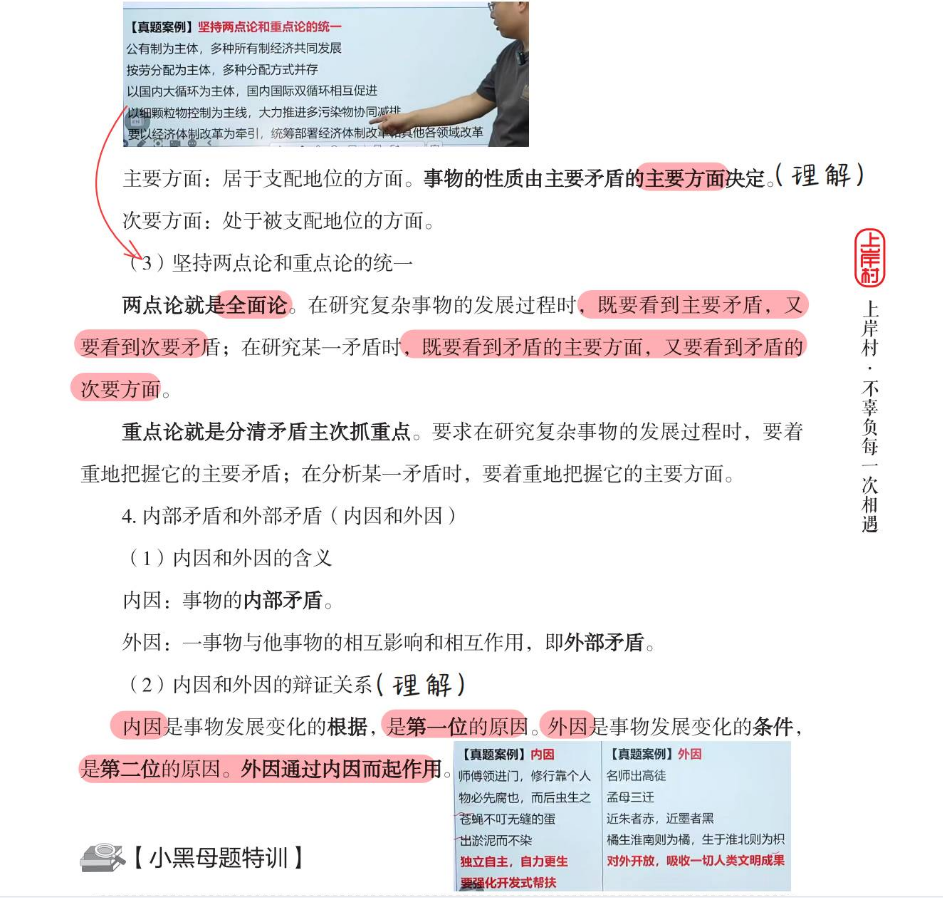 【真题案例】坚持两点论和重点论的统一
公有制为主体，多种所有制经济共同发展
按劳分配为主体，多种分配方式并存
以国内大循环为主体，国内国际双循环相互促进
以细颗粒物控制为主线，大力推进多污染物协同减排
要以经济体制改革为牵引，统筹部署经济体制改革和其他各领域改革
主要方面：居于支配地位的方面。事物的性质由主要矛盾的主要方面决定。（理解）
次要方面：处于被支配地位的方面。
（3）坚持两点论和重点论的统一
两点论就是全面论。在研究复杂事物的发展过程时，既要看到主要矛盾，又
要看到次要矛盾；在研究某一矛盾时，既要看到矛盾的主要方面，又要看到矛盾的
次要方面。
重点论就是分清矛盾主次抓重点。要求在研究复杂事物的发展过程时，要着
重地把握它的主要矛盾；在分析某一矛盾时，要着重地把握它的主要方面。
4. 内部矛盾和外部矛盾（内因和外因）
（1）内因和外因的含义
内因：事物的内部矛盾。
外因：一事物与他事物的相互影响和相互作用，即外部矛盾。
（2）内因和外因的辩证关系（理解）
内因是事物发展变化的根据，是第一位的原因。外因是事物发展变化的条件，
是第二位的原因。外因通过内因而起作用。
【真题案例】内因
师傅领进门，修行靠个人
物必先腐也，而后虫生之
苍蝇不叮无缝的蛋
出淤泥而不染
独立自主，自力更生
要强化开发式帮扶
【真题案例】外因
名师出高徒
孟母三迁
近朱者赤，近墨者黑
橘生淮南则为橘，生于淮北则为枳
对外开放，吸收一切人类文明成果
【小黑母题特训】
上岸村
上岸村·不辜负每一次相遇